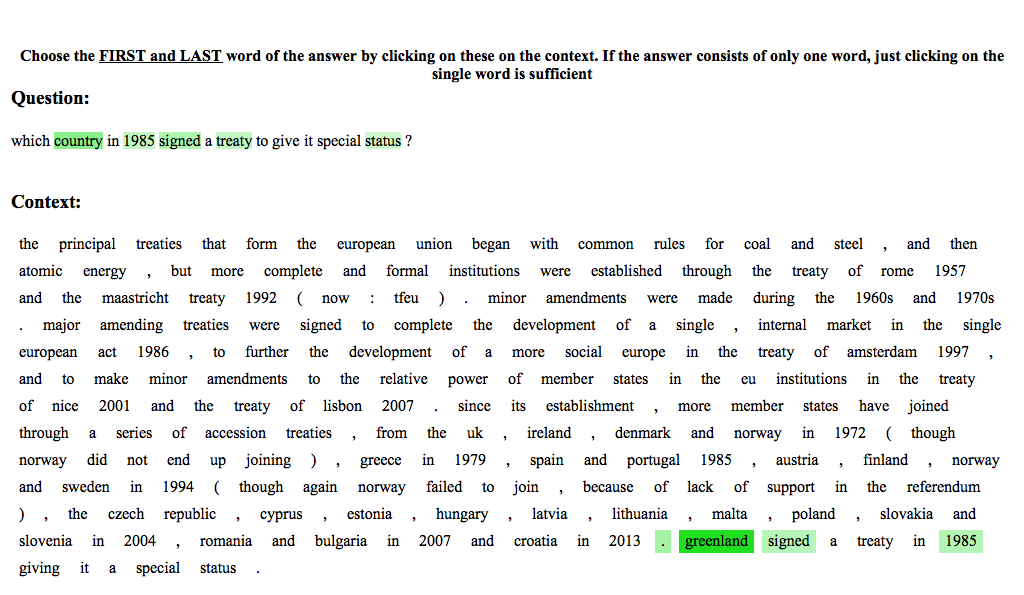 Choose the FIRST and LAST word of the answer by clicking on these on the context. If the answer consists of only one word, just clicking on the
single word is sufficient
Question:
which country in 1985 signed a treaty to give it special status ?
Context:
the principal treaties that form the european union began with common rules for coal and steel , and then
atomic energy , but more complete and formal institutions were established through the treaty of rome 1957
and the maastricht treaty 1992 ( now : tfeu ) . minor amendments were made during the 1960s and 1970s
. major amending treaties were signed to complete the development of a single , internal market in the single
european act 1986 , to further the development of a more social europe in the treaty of amsterdam 1997 ,
and to make minor amendments to the relative power of member states in the eu institutions in the treaty
of nice 2001 and the treaty of lisbon 2007 . since its establishment , more member states have joined
through a series of accession treaties , from the uk , ireland , denmark and norway in 1972 ( though
norway did not end up joining ) , greece in 1979 , spain and portugal 1985 , austria , finland , norway
and sweden in 1994 ( though again norway failed to join , because of lack of support in the referendum
) , the czech republic , cyprus , estonia , hungary , latvia , lithuania , malta , poland , slovakia and
slovenia in 2004 , romania and bulgaria in 2007 and croatia in 2013 . greenland signed a treaty in 1985
giving it a special status .